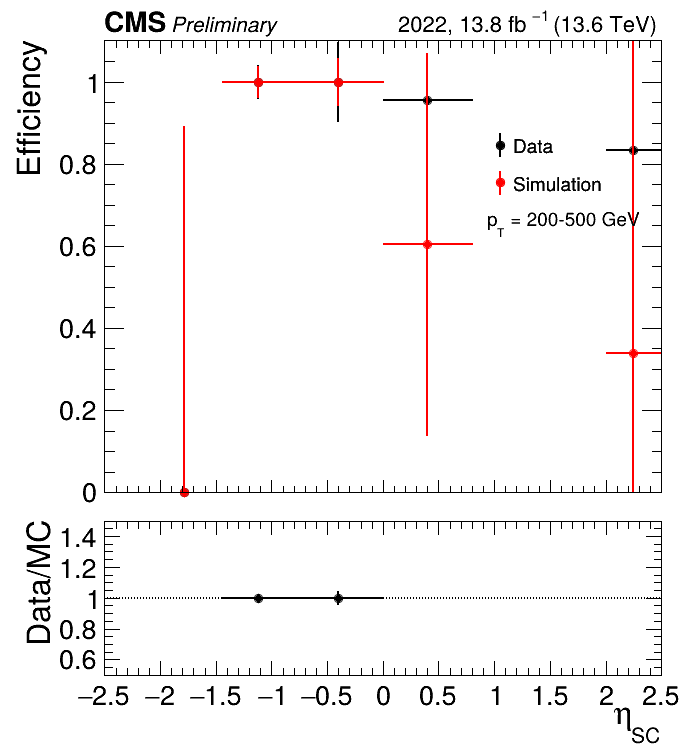 CMS Preliminary 2022, 13.8 fb⁻¹ (13.6 TeV)
Efficiency
1
0.8
0.6
0.4
0.2
0
Data
Simulation
p_T = 200-500 GeV
Data/MC
1.4
1.2
1
0.8
0.6
−2.5 −2 −1.5 −1 −0.5 0 0.5 1 1.5 2 2.5
η_SC